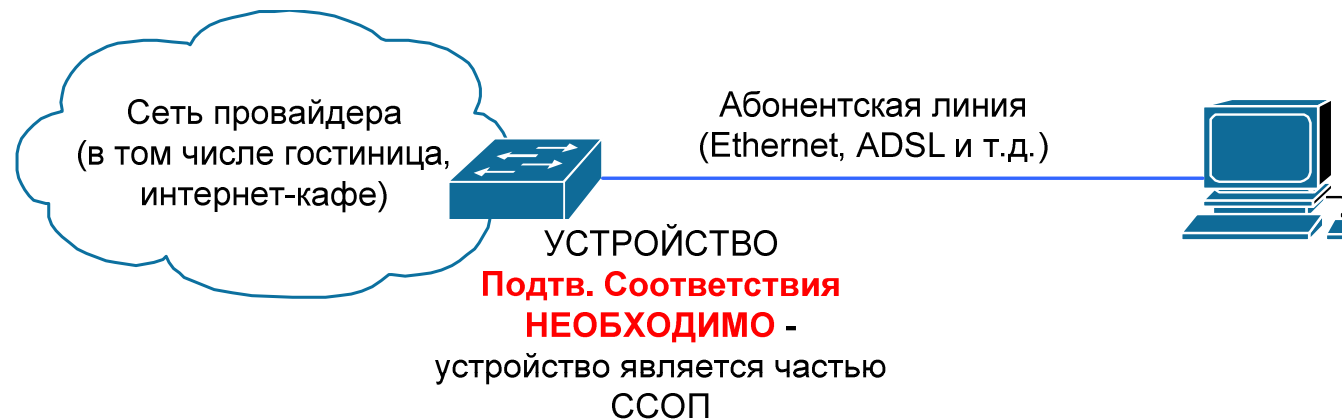 Сеть провайдера
(в том числе гостиница,
интернет-кафе)
Абонентская линия
(Ethernet, ADSL и т.д.)
УСТРОЙСТВО
Подтв. Соответствия
НЕОБХОДИМО -
устройство является частью
ССОП